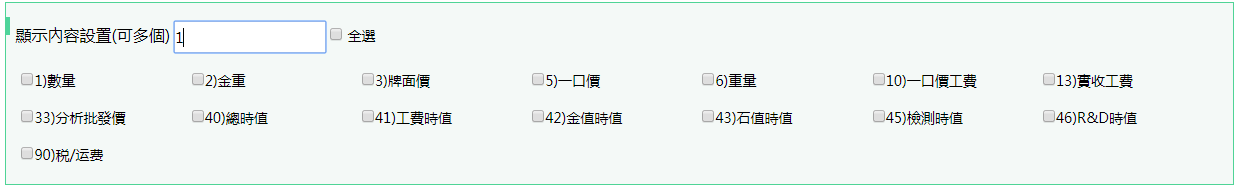 顯示內容設置(可多個) 1 全選
1)數量 2)金重 3)牌面價 5)一口價 6)重量 10)一口價工費 13)實收工費
33)分析批發價 40)總時值 41)工費時值 42)金值時值 43)石值時值 45)檢測時值 46)R&D時值
90)税/运费